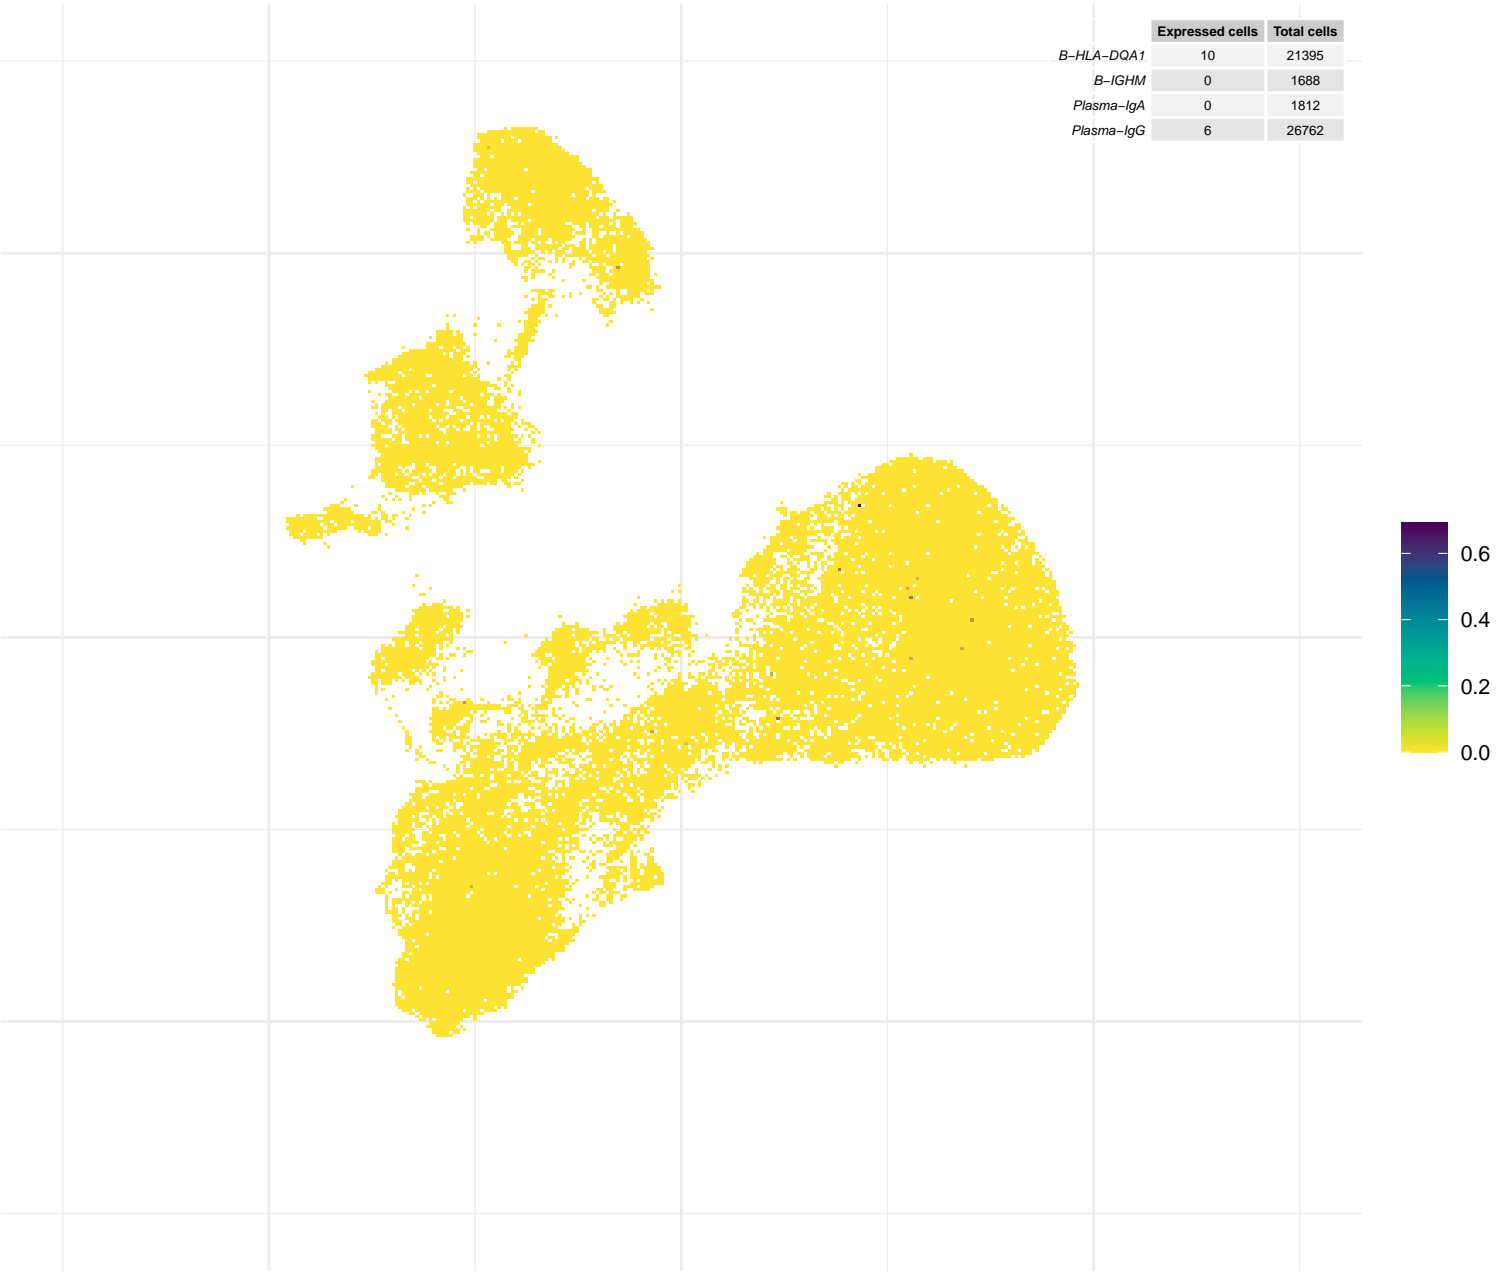 Expressed cells Total cells
B−HLA−DQA1 10 21395
B−IGHM 0 1688
Plasma−IgA 0 1812
Plasma−IgG 6 26762
0.6
0.4
0.2
0.0